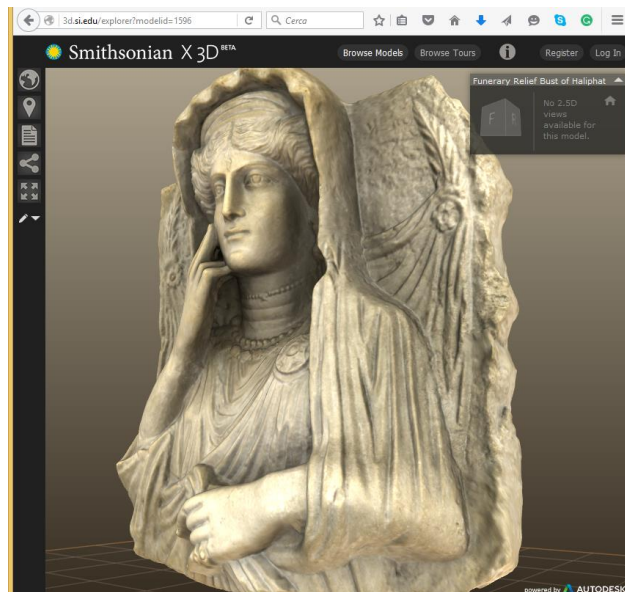 3d.si.edu/explorer?modelid=1596
Cerca
Smithsonian X 3D BETA
Browse Models
Browse Tours
Register
Log In
Funerary Relief Bust of Haliphat
F
R
No 2.5D
views
available for
this model.
powered by AUTODESK